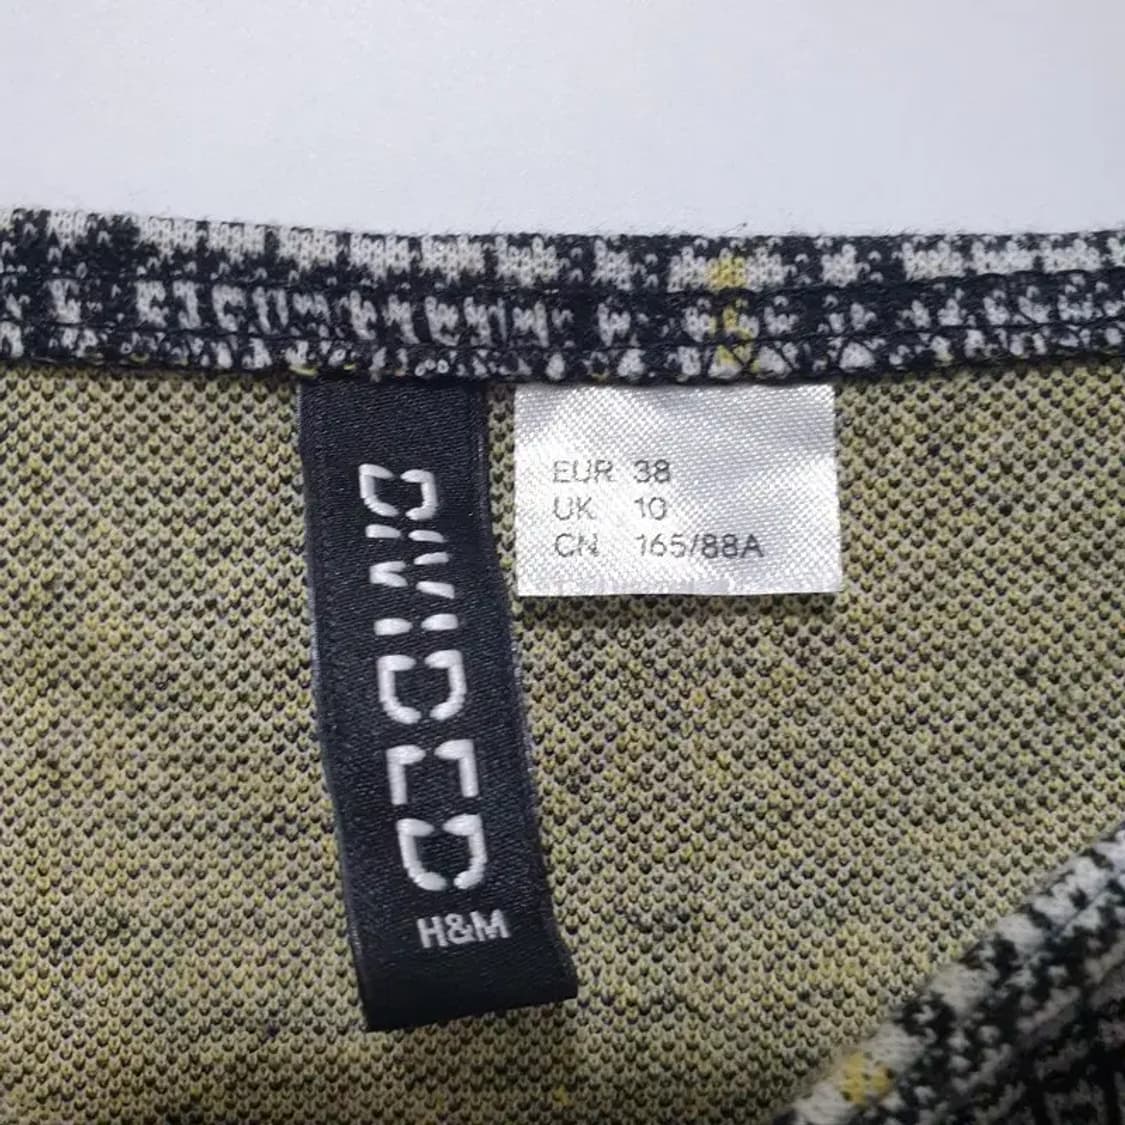 DIVIDED
H&M
EUR 38
UK 10
CN 165/88A